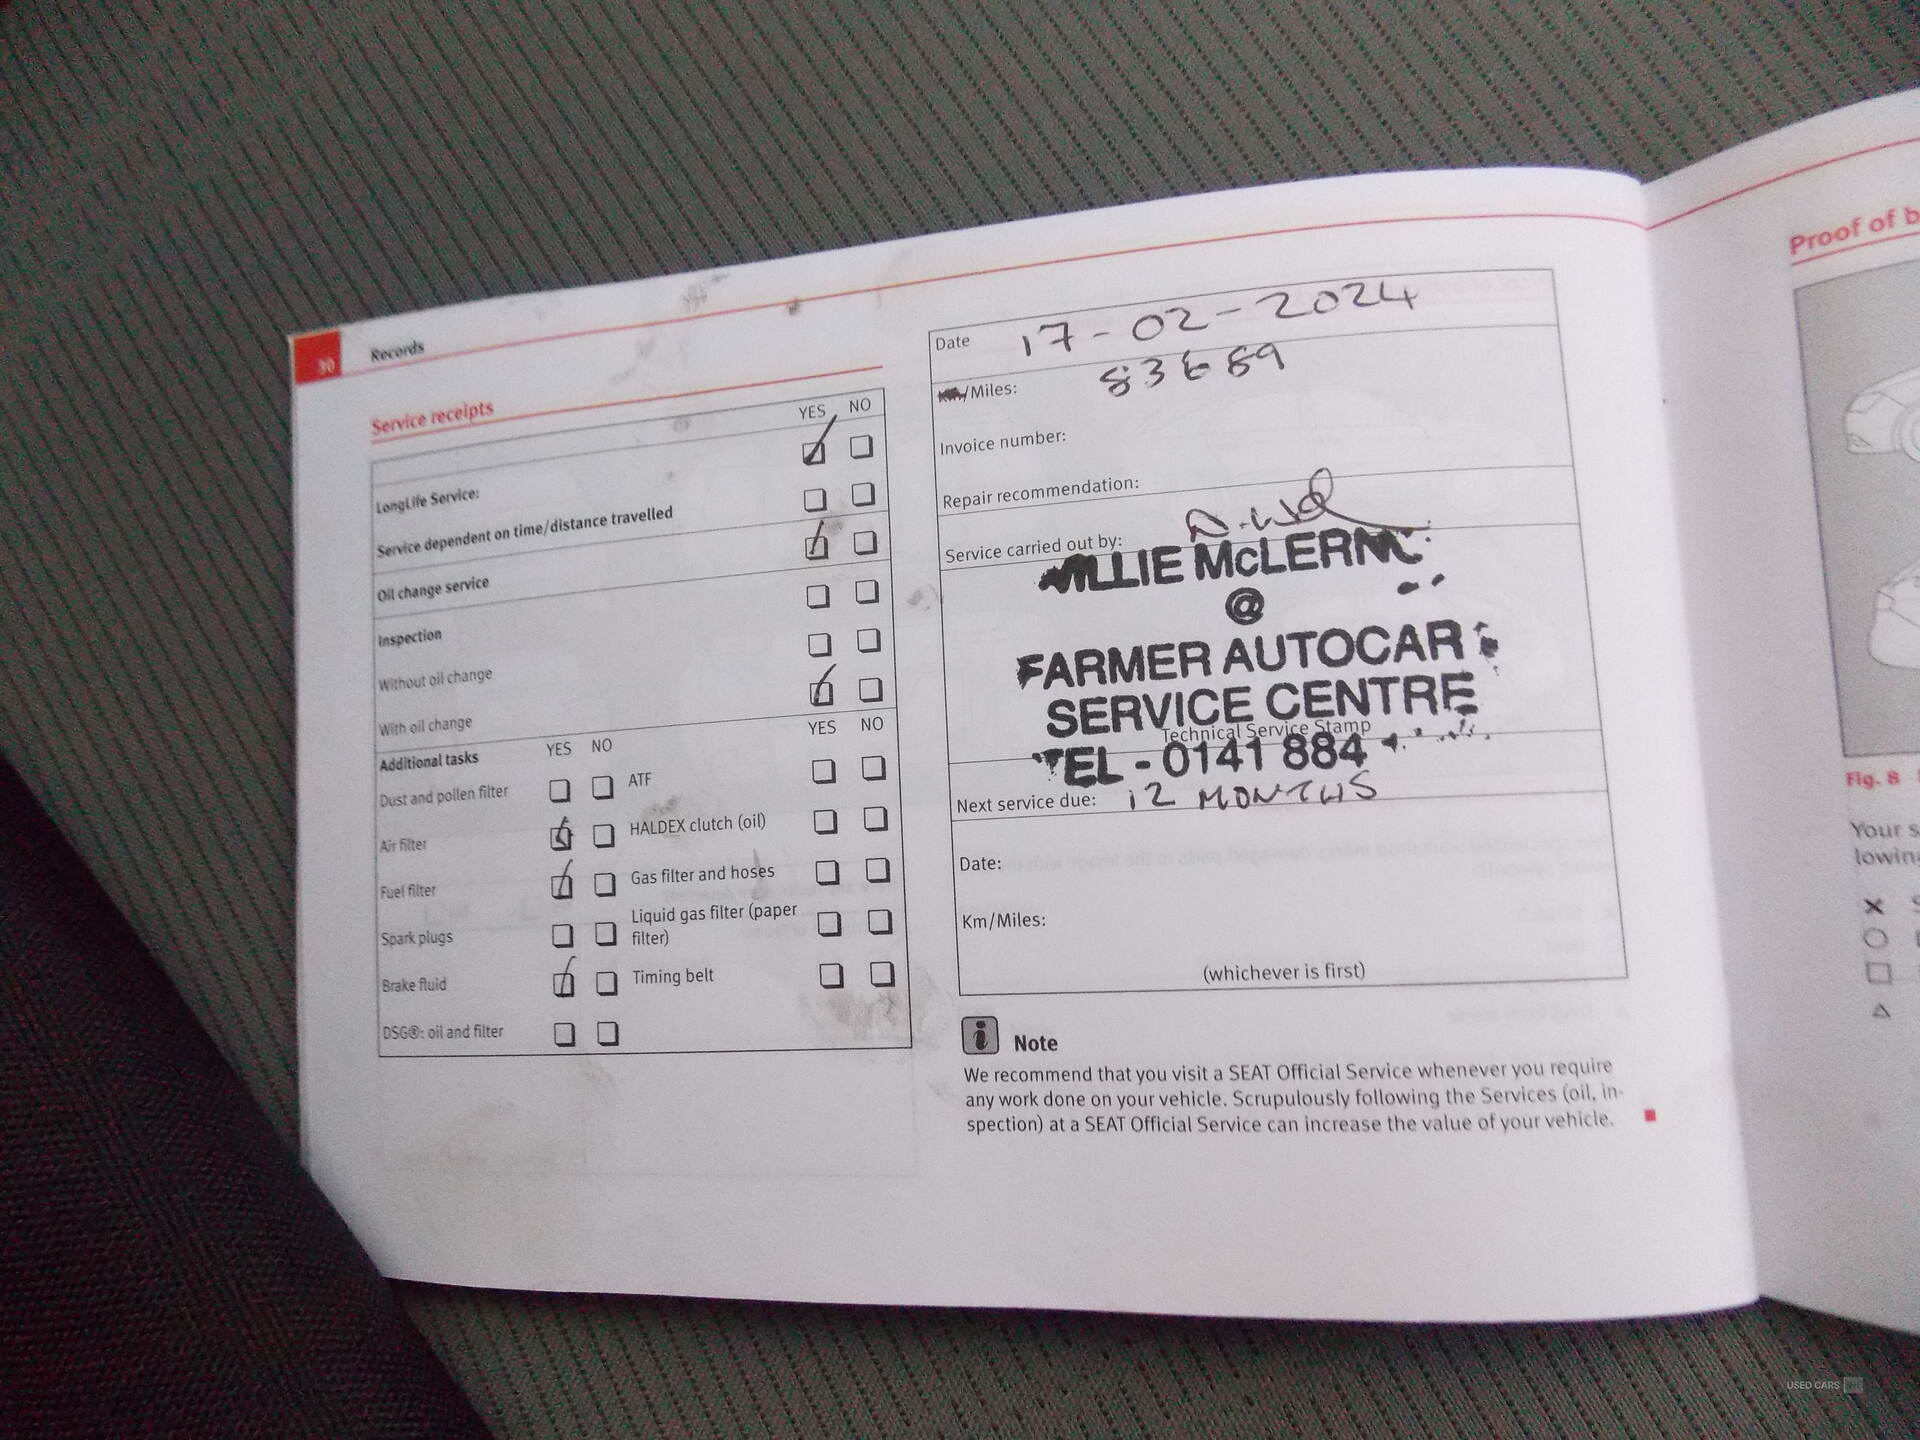 30 Records
Service receipts
YES NO
LongLife Service:
Service dependent on time/distance travelled
Oil change service
Inspection
Without oil change
With oil change
YES NO
Additional tasks YES NO
Dust and pollen filter
ATF
Air filter
HALDEX clutch (oil)
Fuel filter
Gas filter and hoses
Spark plugs
Liquid gas filter (paper
filter)
Brake fluid
Timing belt
DSG®: oil and filter
Date 17-02-2024
/Miles: 83689
Invoice number:
Repair recommendation:
Service carried out by:
@
FARMER AUTOCAR
SERVICE CENTRE
Technical Service Stamp
TEL - 0141 884
Next service due: 12 MONTHS
Date:
Km/Miles:
(whichever is first)
i Note
We recommend that you visit a SEAT Official Service whenever you require
any work done on your vehicle. Scrupulously following the Services (oil, in-
spection) at a SEAT Official Service can increase the value of your vehicle.
Proof of
Fig. 8
Your
USED CARS